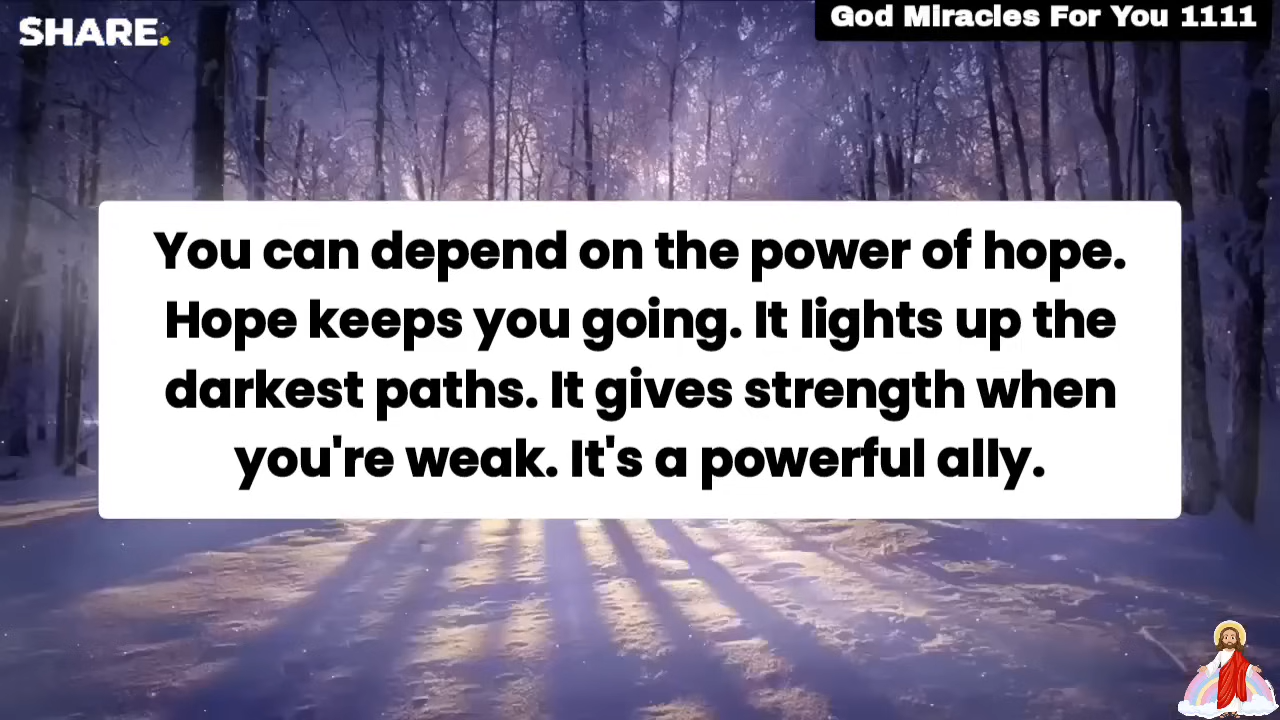 SHARE.
God Miracles For You 1111
You can depend on the power of hope.
Hope keeps you going. It lights up the
darkest paths. It gives strength when
you're weak. It's a powerful ally.